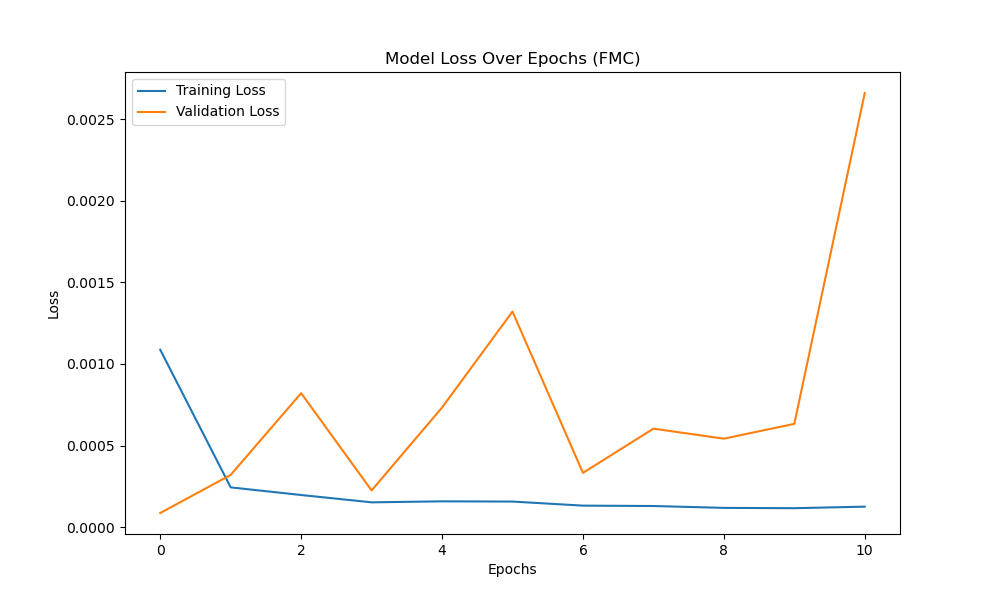 Model Loss Over Epochs (FMC)
Training Loss
Validation Loss
0.0025
0.0020
0.0015
0.0010
0.0005
0.0000
Loss
0 2 4 6 8 10
Epochs